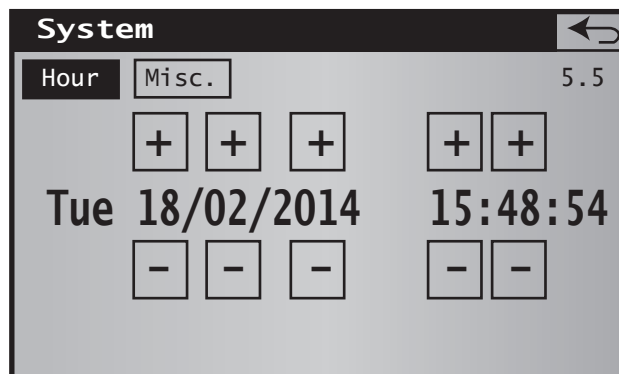 System
Hour Misc. 5.5
+ + + + +
Tue 18/02/2014 15:48:54
- - - - -